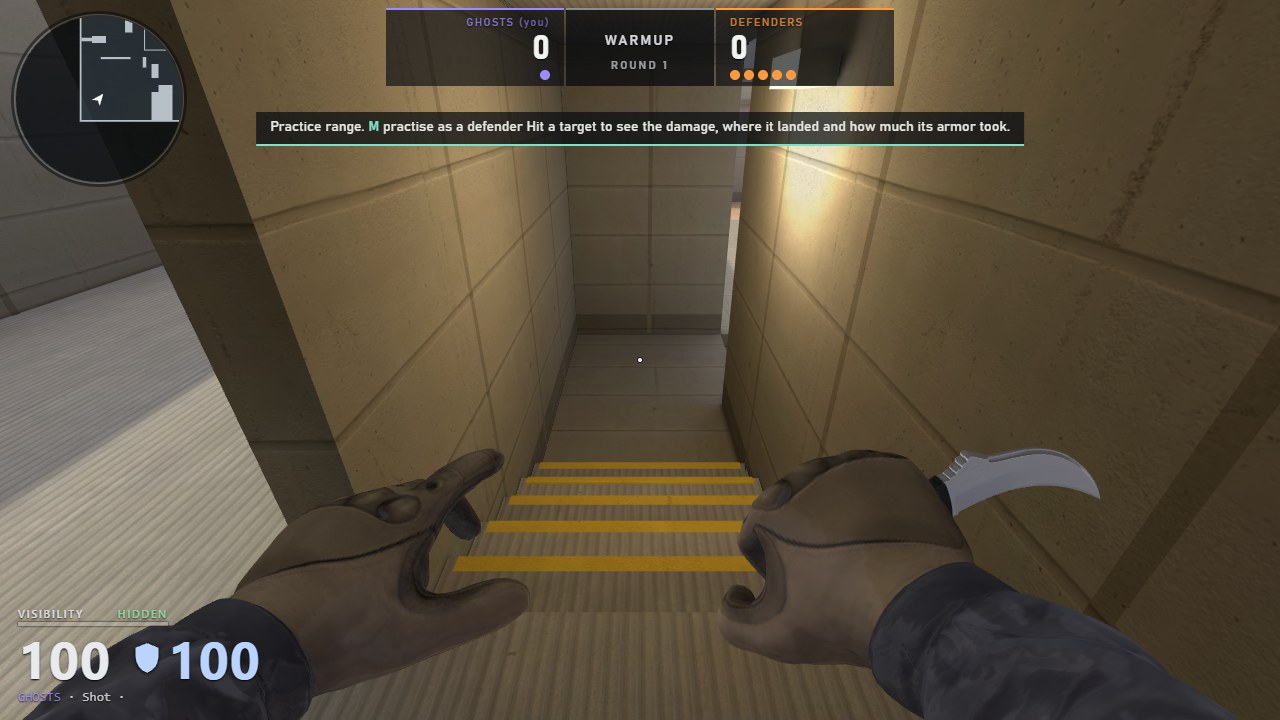 GHOSTS (you)
0
WARMUP
ROUND 1
DEFENDERS
0
Practice range. M practise as a defender Hit a target to see the damage, where it landed and how much its armor took.
VISIBILITY HIDDEN
100 100
GHOSTS · Shot ·